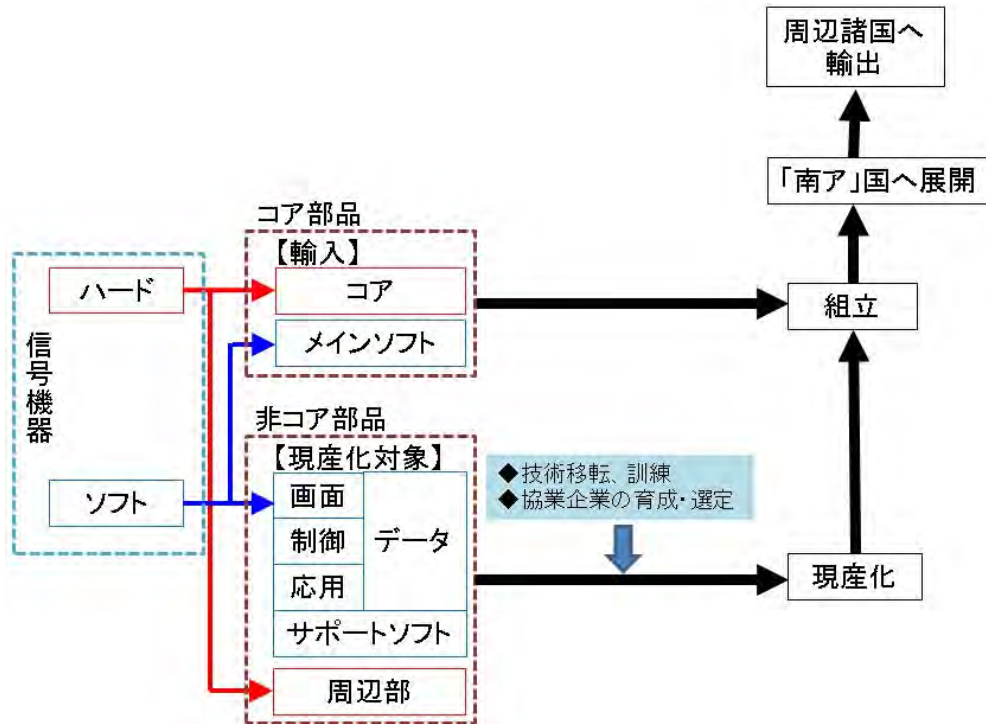 周辺諸国へ
輸出
「南ア」国へ展開
コア部品
【輸入】
ハード
コア
組立
メインソフト
信号機器
非コア部品
【現産化対象】
◆技術移転、訓練
◆協業企業の育成・選定
ソフト
画面
制御
データ
応用
現産化
サポートソフト
周辺部